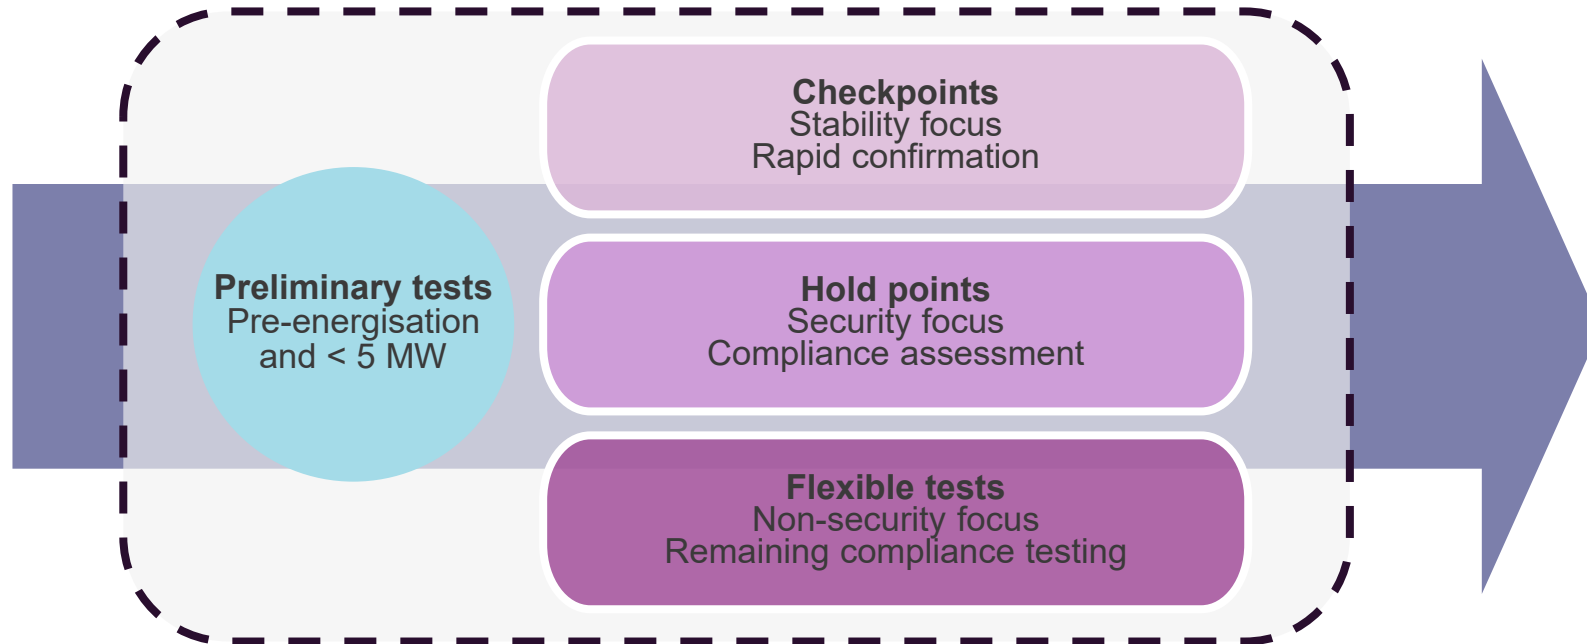 Preliminary tests
Pre-energisation
and < 5 MW
Checkpoints
Stability focus
Rapid confirmation
Hold points
Security focus
Compliance assessment
Flexible tests
Non-security focus
Remaining compliance testing